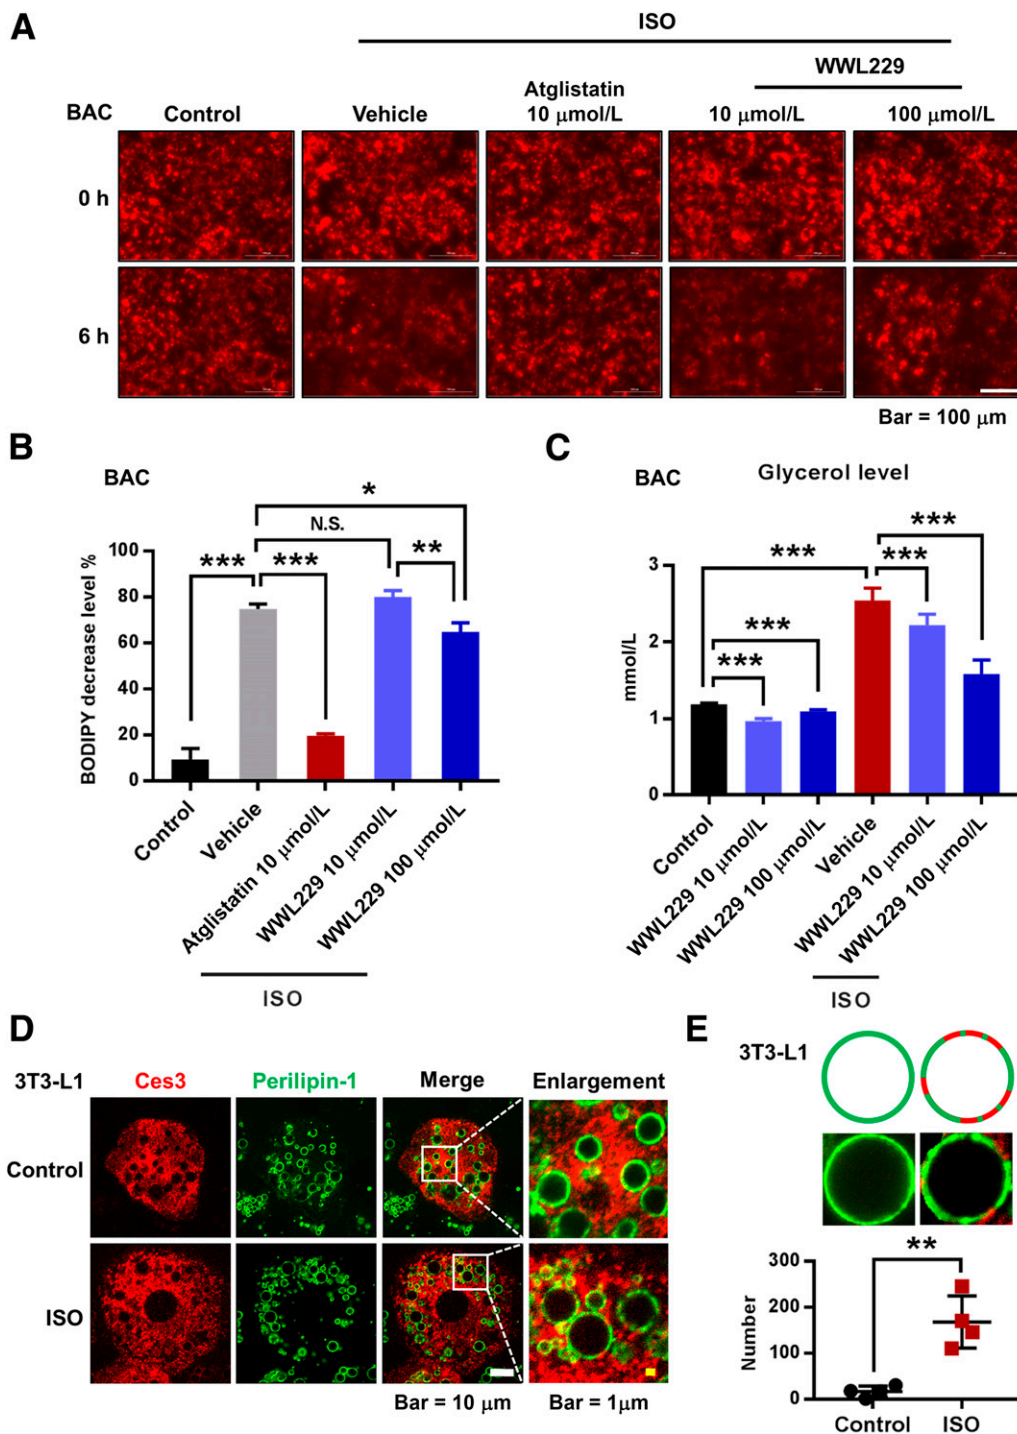 A
ISO
WWL229
BAC Control Vehicle Atglistatin 10 μmol/L 10 μmol/L 100 μmol/L
0 h
6 h
Bar = 100 μm
B
BAC
*
N.S.
*** *** **
BODIPY decrease level %
100
80
60
40
20
0
Control
Vehicle
Atglistatin 10 μmol/L
WWL229 10 μmol/L
WWL229 100 μmol/L
ISO
C
BAC Glycerol level
***
*** ***
***
***
mmol/L
3
2
1
0
Control
WWL229 10 μmol/L
WWL229 100 μmol/L
Vehicle
WWL229 10 μmol/L
WWL229 100 μmol/L
ISO
D
3T3-L1 Ces3 Perilipin-1 Merge Enlargement
Control
ISO
Bar = 10 μm Bar = 1μm
E
3T3-L1
**
Number
300
200
100
0
Control ISO